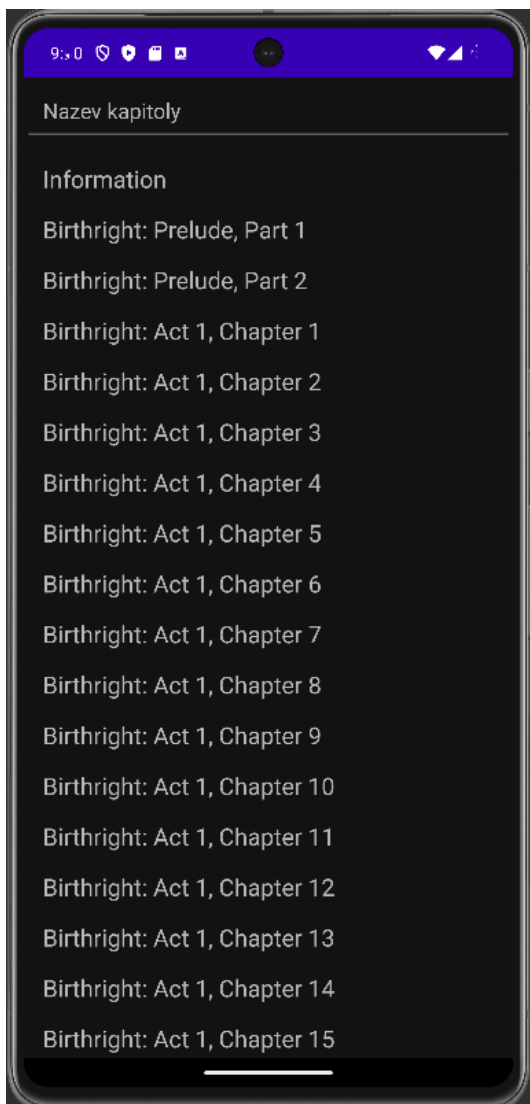 Nazev kapitoly
Information
Birthright: Prelude, Part 1
Birthright: Prelude, Part 2
Birthright: Act 1, Chapter 1
Birthright: Act 1, Chapter 2
Birthright: Act 1, Chapter 3
Birthright: Act 1, Chapter 4
Birthright: Act 1, Chapter 5
Birthright: Act 1, Chapter 6
Birthright: Act 1, Chapter 7
Birthright: Act 1, Chapter 8
Birthright: Act 1, Chapter 9
Birthright: Act 1, Chapter 10
Birthright: Act 1, Chapter 11
Birthright: Act 1, Chapter 12
Birthright: Act 1, Chapter 13
Birthright: Act 1, Chapter 14
Birthright: Act 1, Chapter 15